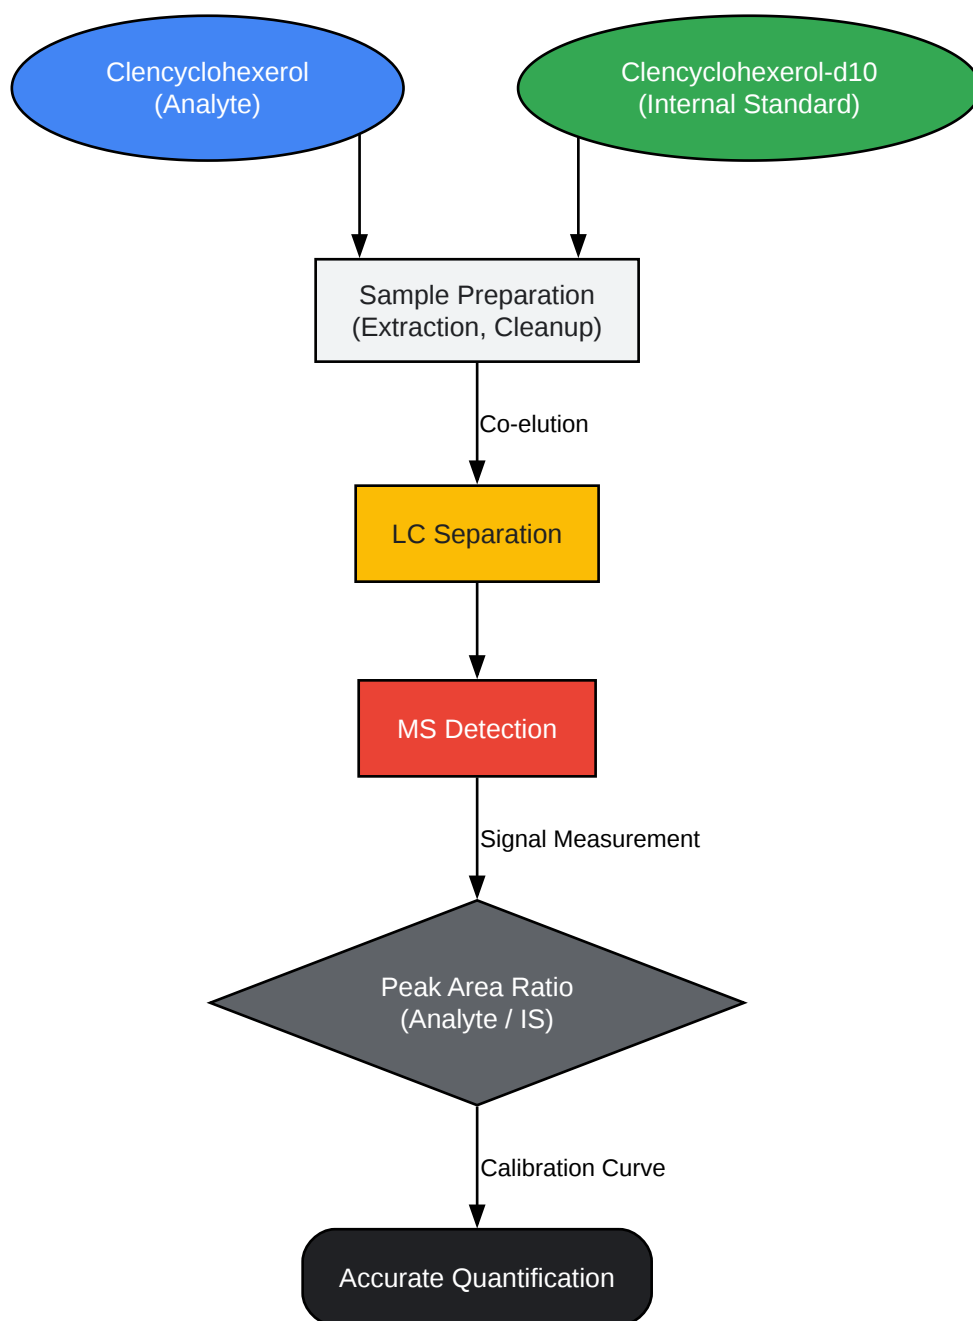 Clencyclohexerol
(Analyte)
Clencyclohexerol-d10
(Internal Standard)
Sample Preparation
(Extraction, Cleanup)
Co-elution
LC Separation
MS Detection
Signal Measurement
Peak Area Ratio
(Analyte / IS)
Calibration Curve
Accurate Quantification